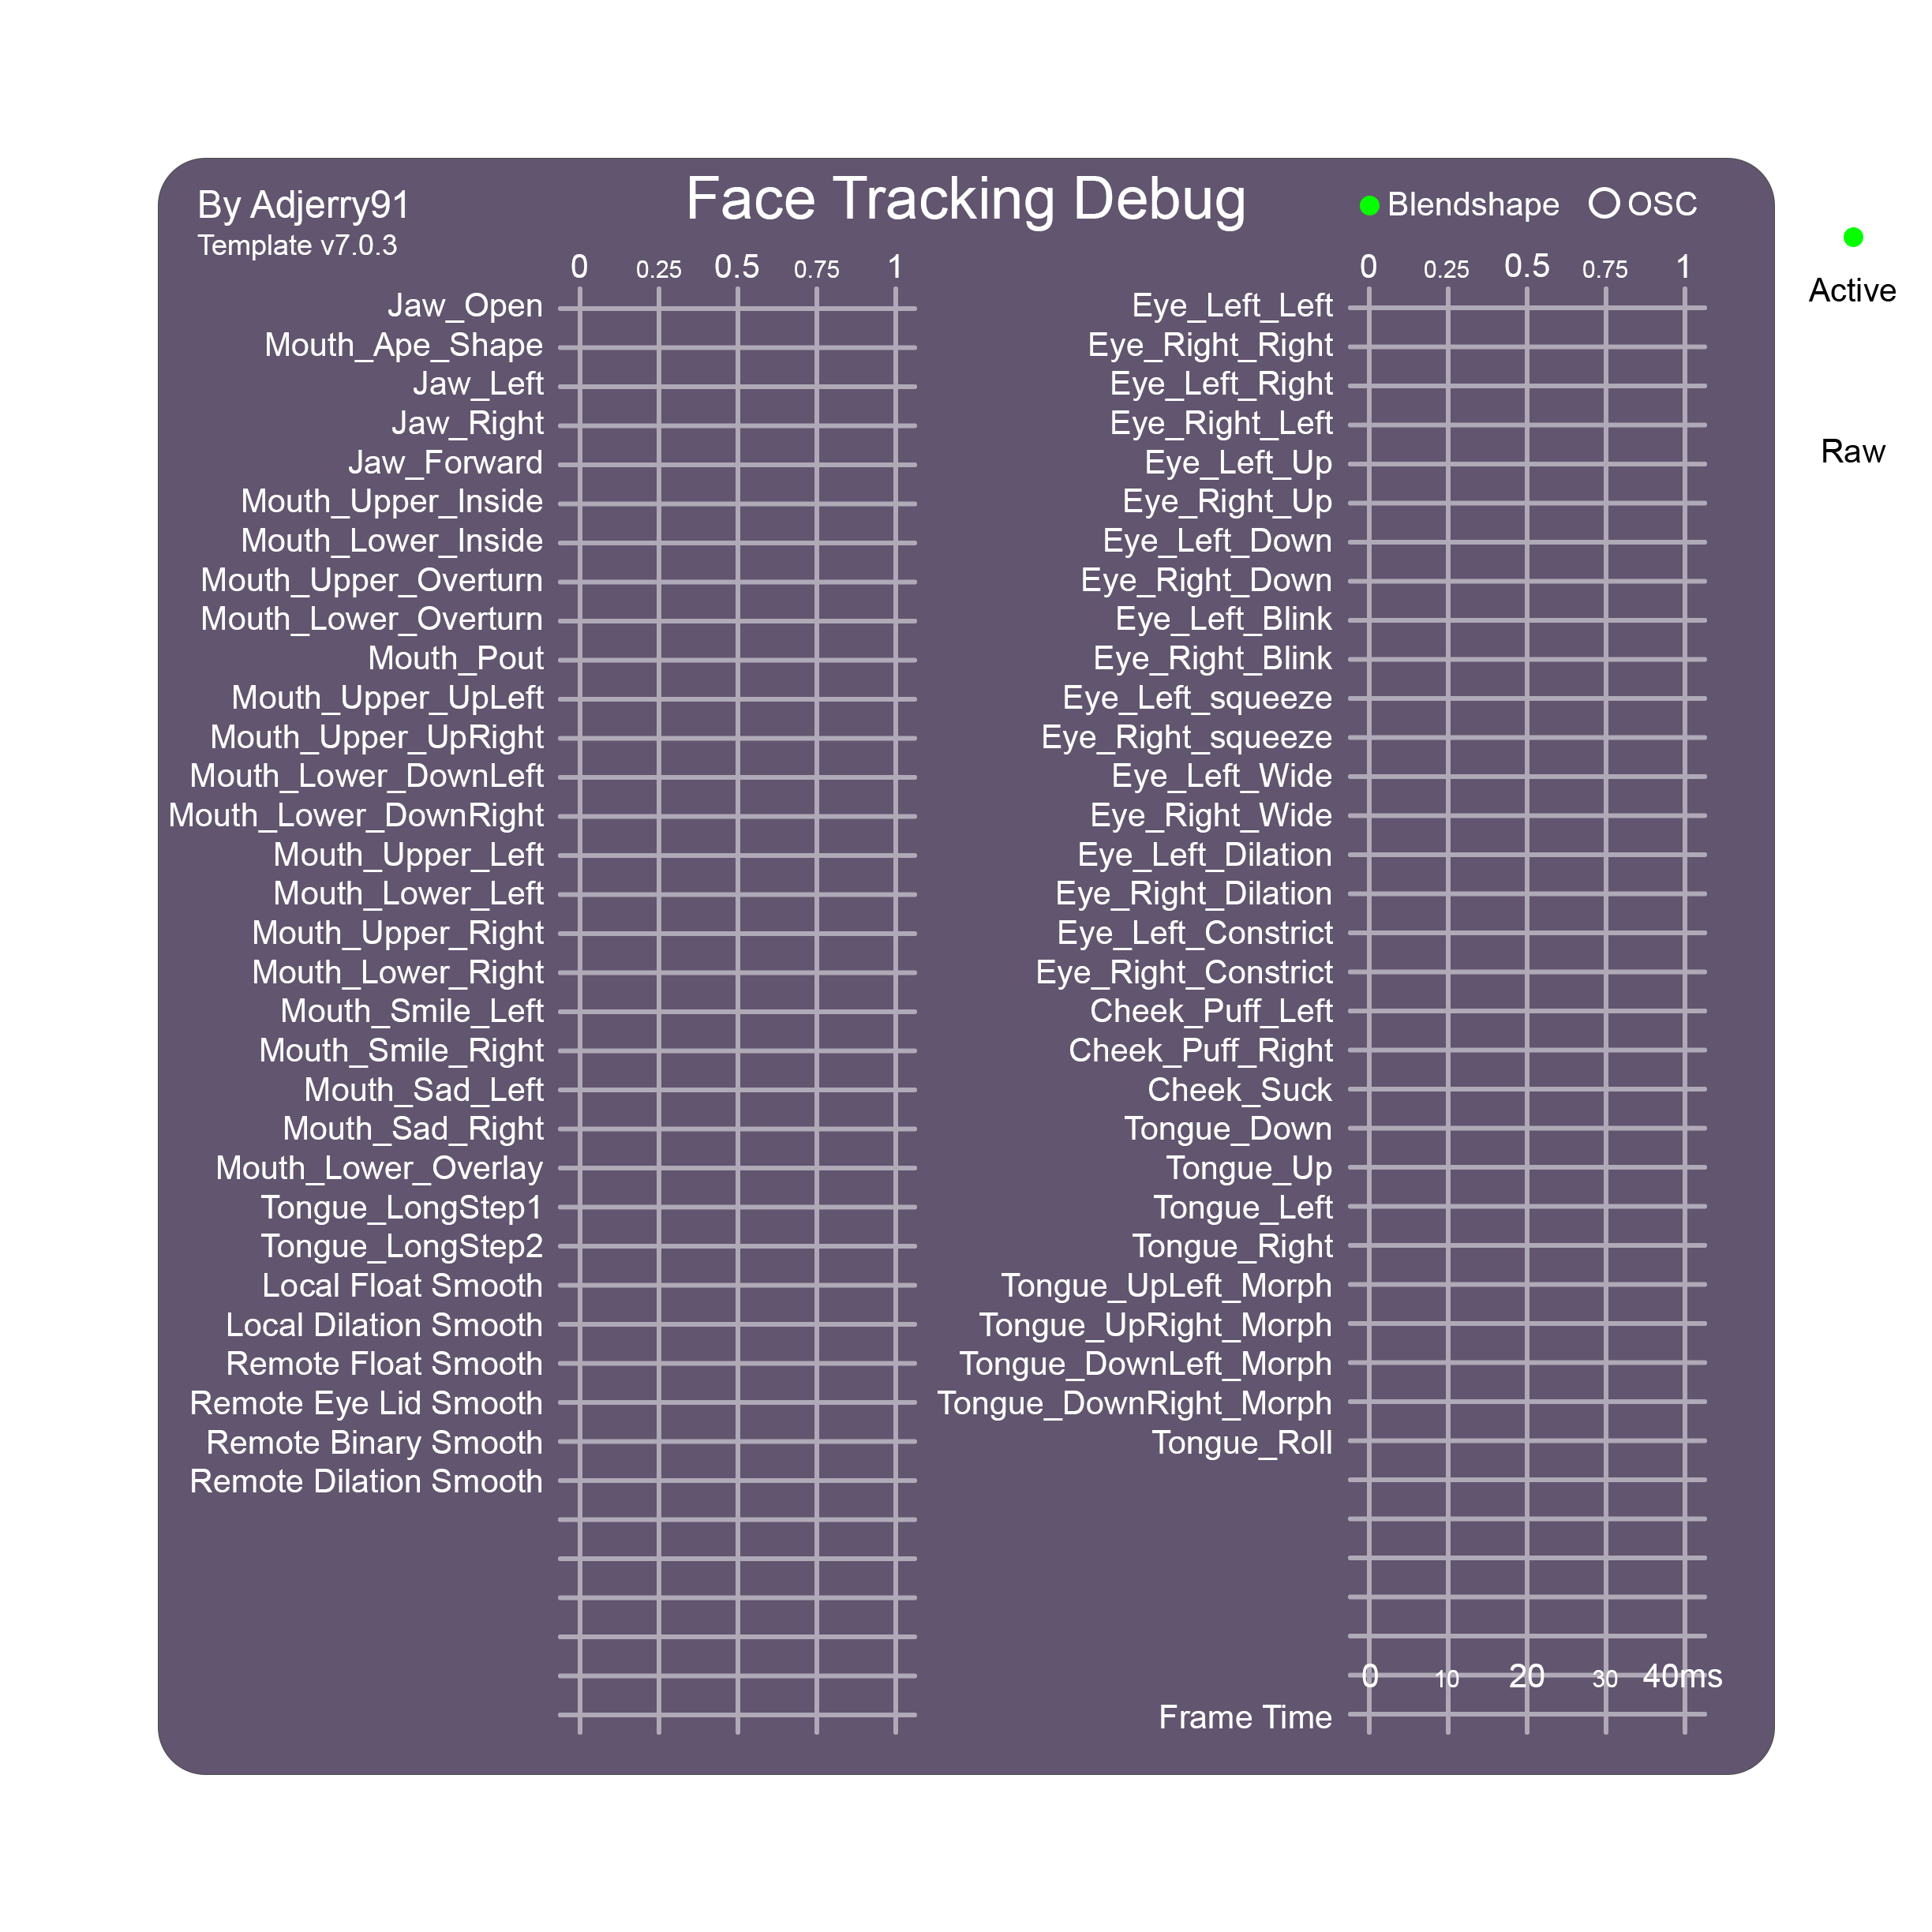 By Adjerry91
Template v7.0.3
Face Tracking Debug
Blendshape
OSC
Active
Raw
0 0.25 0.5 0.75 1
Jaw_Open
Mouth_Ape_Shape
Jaw_Left
Jaw_Right
Jaw_Forward
Mouth_Upper_Inside
Mouth_Lower_Inside
Mouth_Upper_Overturn
Mouth_Lower_Overturn
Mouth_Pout
Mouth_Upper_UpLeft
Mouth_Upper_UpRight
Mouth_Lower_DownLeft
Mouth_Lower_DownRight
Mouth_Upper_Left
Mouth_Lower_Left
Mouth_Upper_Right
Mouth_Lower_Right
Mouth_Smile_Left
Mouth_Smile_Right
Mouth_Sad_Left
Mouth_Sad_Right
Mouth_Lower_Overlay
Tongue_LongStep1
Tongue_LongStep2
Local Float Smooth
Local Dilation Smooth
Remote Float Smooth
Remote Eye Lid Smooth
Remote Binary Smooth
Remote Dilation Smooth
0 0.25 0.5 0.75 1
Eye_Left_Left
Eye_Right_Right
Eye_Left_Right
Eye_Right_Left
Eye_Left_Up
Eye_Right_Up
Eye_Left_Down
Eye_Right_Down
Eye_Left_Blink
Eye_Right_Blink
Eye_Left_squeeze
Eye_Right_squeeze
Eye_Left_Wide
Eye_Right_Wide
Eye_Left_Dilation
Eye_Right_Dilation
Eye_Left_Constrict
Eye_Right_Constrict
Cheek_Puff_Left
Cheek_Puff_Right
Cheek_Suck
Tongue_Down
Tongue_Up
Tongue_Left
Tongue_Right
Tongue_UpLeft_Morph
Tongue_UpRight_Morph
Tongue_DownLeft_Morph
Tongue_DownRight_Morph
Tongue_Roll
0 10 20 30 40ms
Frame Time